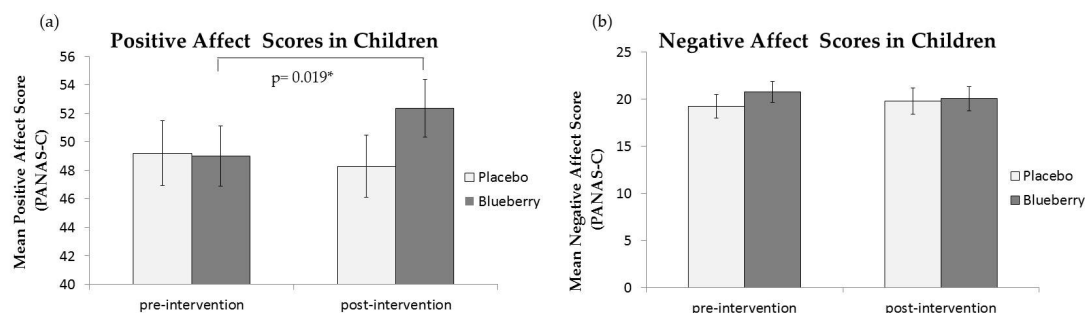 (a)
Positive Affect Scores in Children
Mean Positive Affect Score
(PANAS-C)
56
54
52
50
48
46
44
42
40
p= 0.019*
Placebo
Blueberry
pre-intervention
post-intervention
(b)
Negative Affect Scores in Children
Mean Negative Affect Score
(PANAS-C)
25
20
15
10
5
0
Placebo
Blueberry
pre-intervention
post-intervention